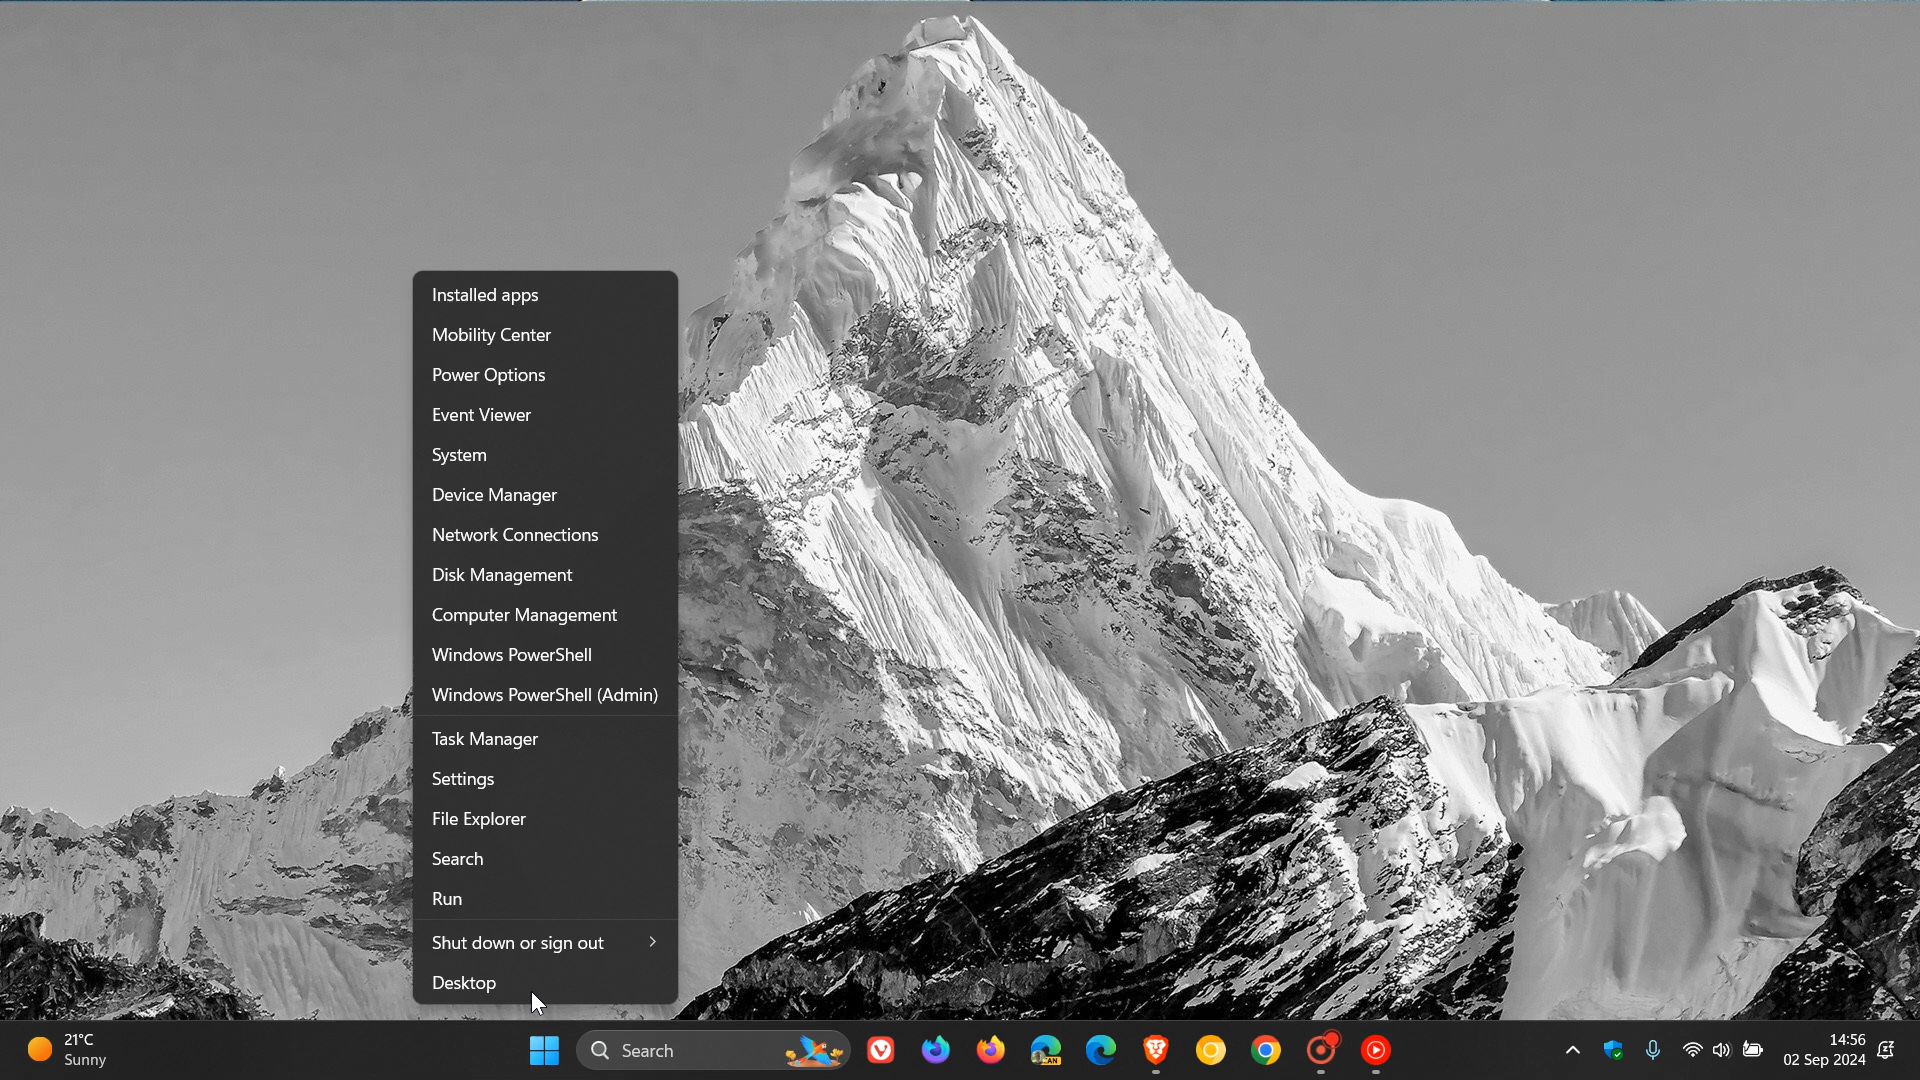 Installed apps
Mobility Center
Power Options
Event Viewer
System
Device Manager
Network Connections
Disk Management
Computer Management
Windows PowerShell
Windows PowerShell (Admin)
Task Manager
Settings
File Explorer
Search
Run
Shut down or sign out
Desktop
21°C
Sunny
Search
CAN
14:56
02 Sep 2024